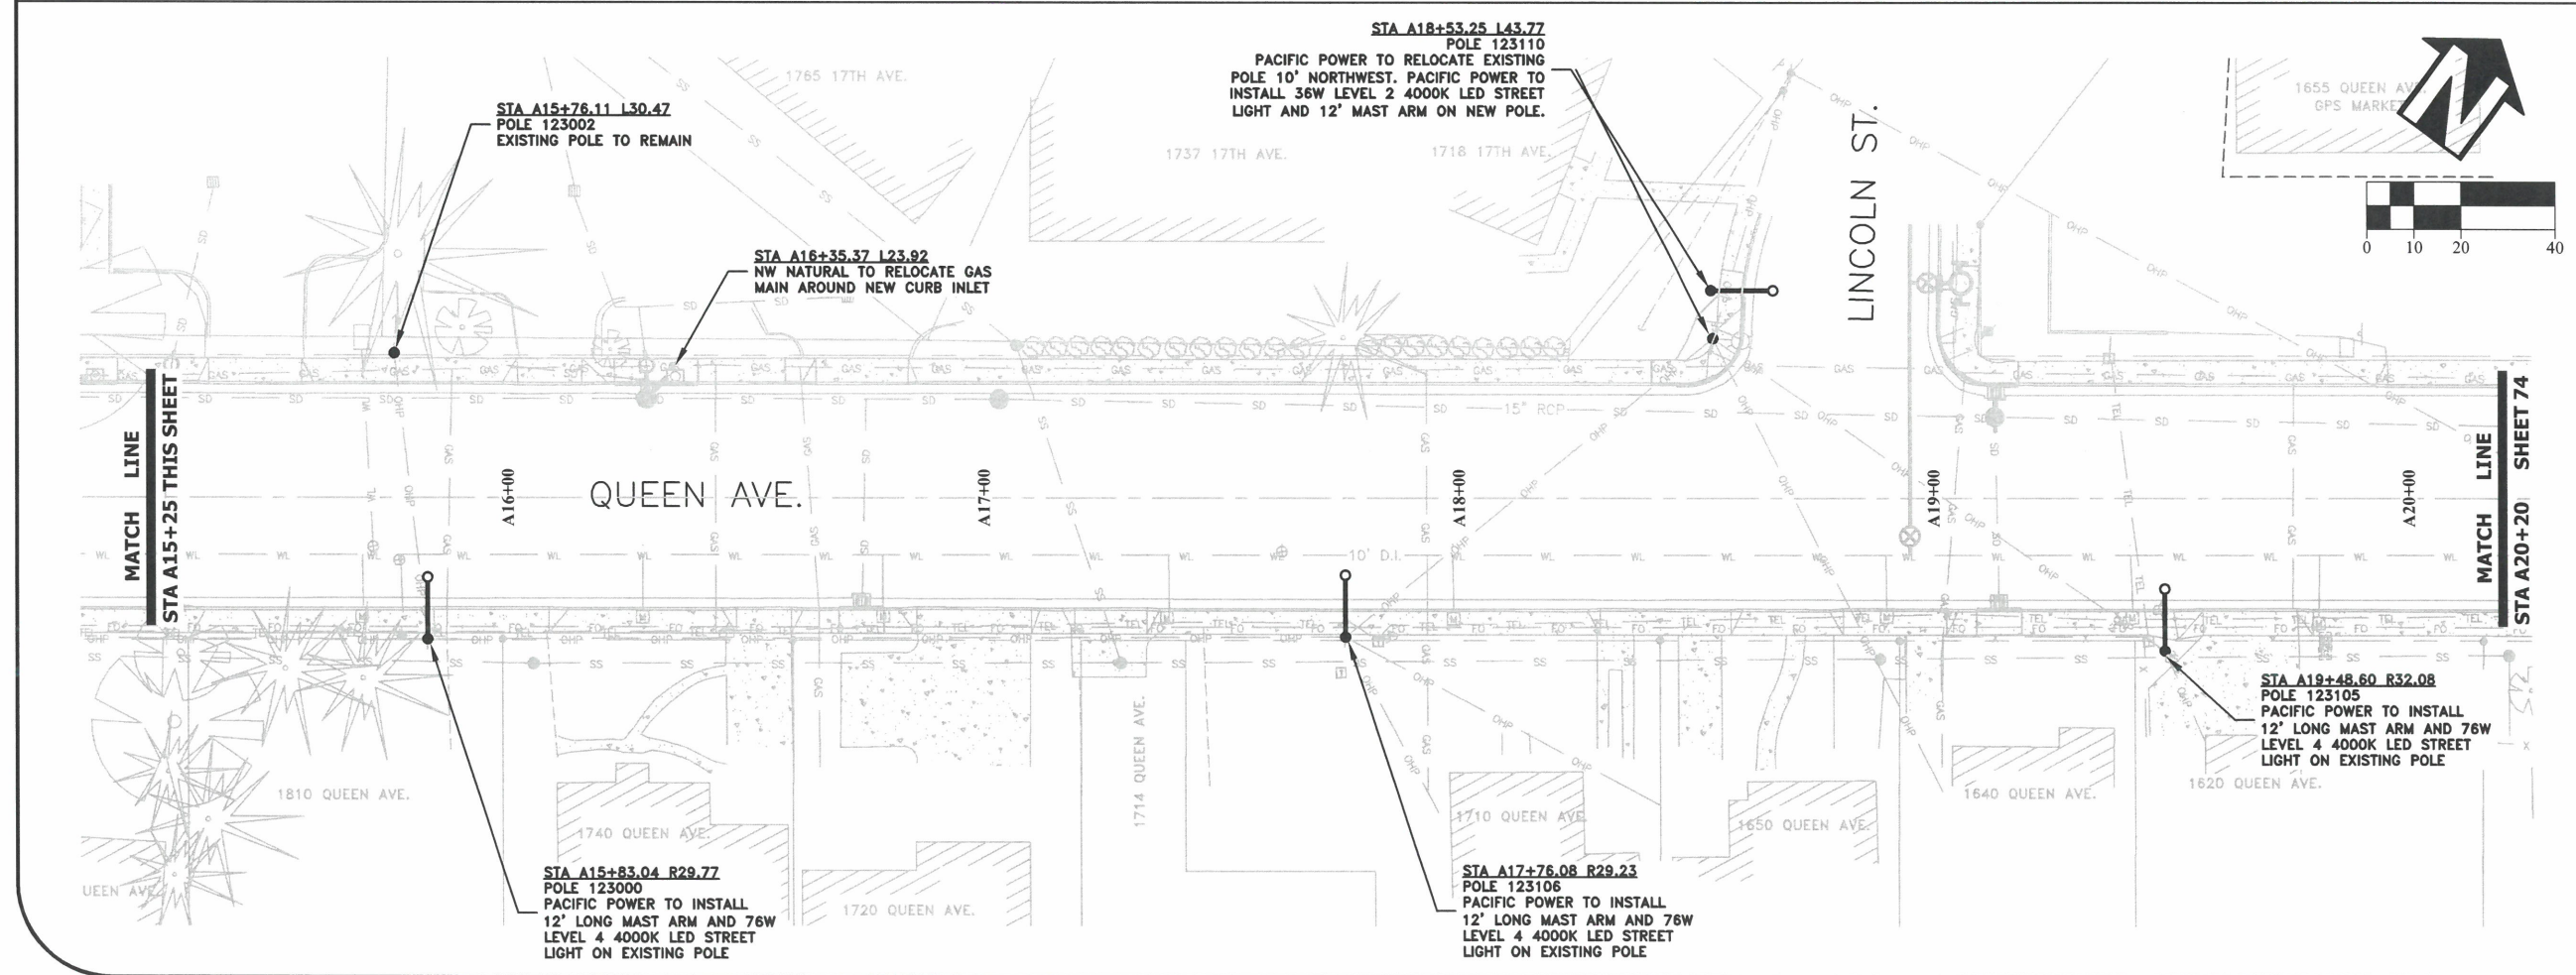 STA A18+53.25 L43.77
POLE 123110
PACIFIC POWER TO RELOCATE EXISTING
POLE 10' NORTHWEST. PACIFIC POWER TO
INSTALL 36W LEVEL 2 4000K LED STREET
LIGHT AND 12' MAST ARM ON NEW POLE.
1765 17TH AVE.
STA A15+76.11 L30.47
POLE 123002
EXISTING POLE TO REMAIN
1737 17TH AVE.
1718 17TH AVE.
LINCOLN ST.
1655 QUEEN AVE.
GPS MARKET
N
0 10 20 40
STA A16+35.37 L23.92
NW NATURAL TO RELOCATE GAS
MAIN AROUND NEW CURB INLET
MATCH LINE
STA A15+25 THIS SHEET
15" RCP
QUEEN AVE.
A16+00
A17+00
A18+00
A19+00
A20+00
10' D.I.
MATCH LINE
STA A20+20 SHEET 74
STA A19+48.60 R32.08
POLE 123105
PACIFIC POWER TO INSTALL
12' LONG MAST ARM AND 76W
LEVEL 4 4000K LED STREET
LIGHT ON EXISTING POLE
1810 QUEEN AVE.
1740 QUEEN AVE.
1714 QUEEN AVE.
1710 QUEEN AVE.
1650 QUEEN AVE.
1640 QUEEN AVE.
1620 QUEEN AVE.
UEEN AVE.
1720 QUEEN AVE.
STA A15+83.04 R29.77
POLE 123000
PACIFIC POWER TO INSTALL
12' LONG MAST ARM AND 76W
LEVEL 4 4000K LED STREET
LIGHT ON EXISTING POLE
STA A17+76.08 R29.23
POLE 123106
PACIFIC POWER TO INSTALL
12' LONG MAST ARM AND 76W
LEVEL 4 4000K LED STREET
LIGHT ON EXISTING POLE